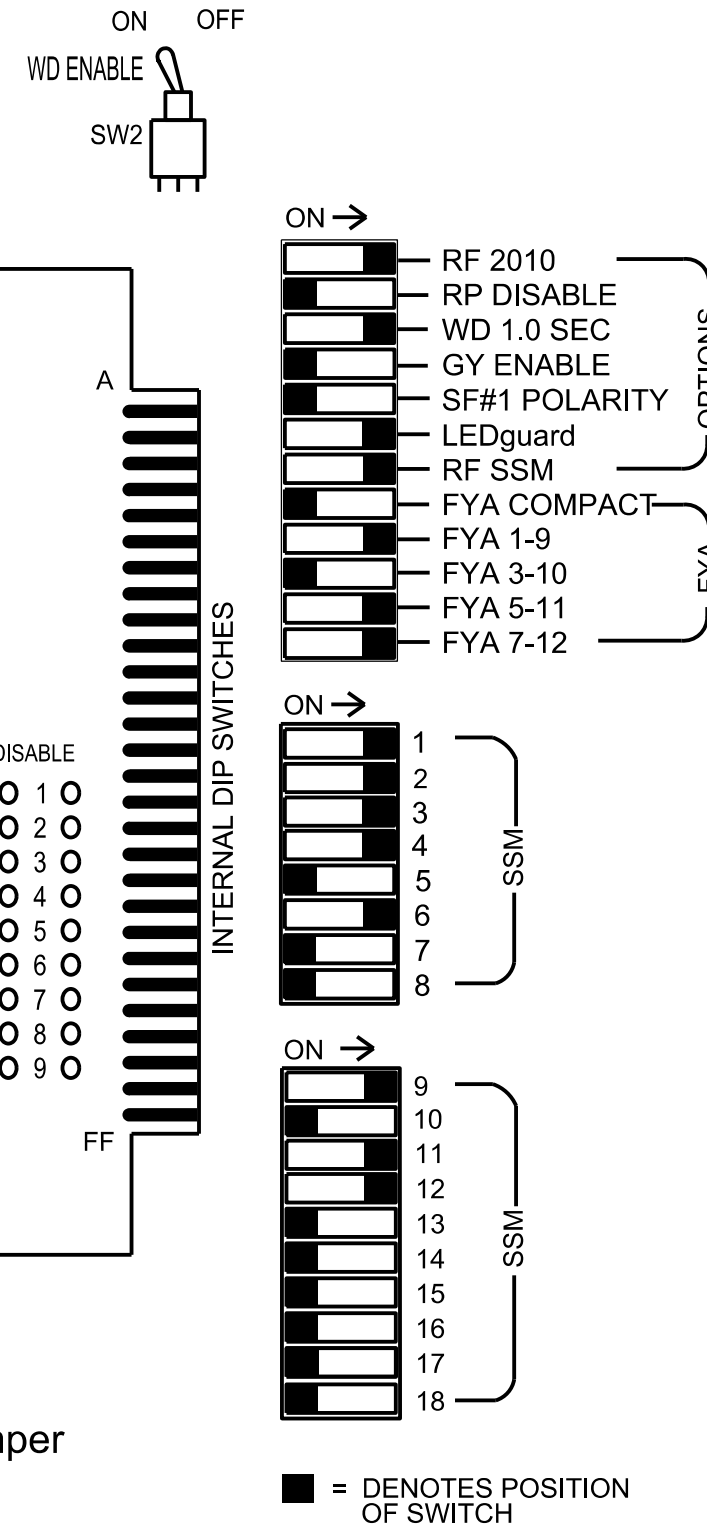 ON OFF
WD ENABLE
SW2
ON →
RF 2010
RP DISABLE
WD 1.0 SEC
GY ENABLE
SF#1 POLARITY
LEDguard
RF SSM
OPTIONS
FYA COMPACT
FYA 1-9
FYA 3-10
FYA 5-11
FYA 7-12
FYA
A
FF
INTERNAL DIP SWITCHES
DISABLE
1
2
3
4
5
6
7
8
9
ON →
1
2
3
4
5
6
7
8
SSM
ON →
9
10
11
12
13
14
15
16
17
18
SSM
= DENOTES POSITION
OF SWITCH